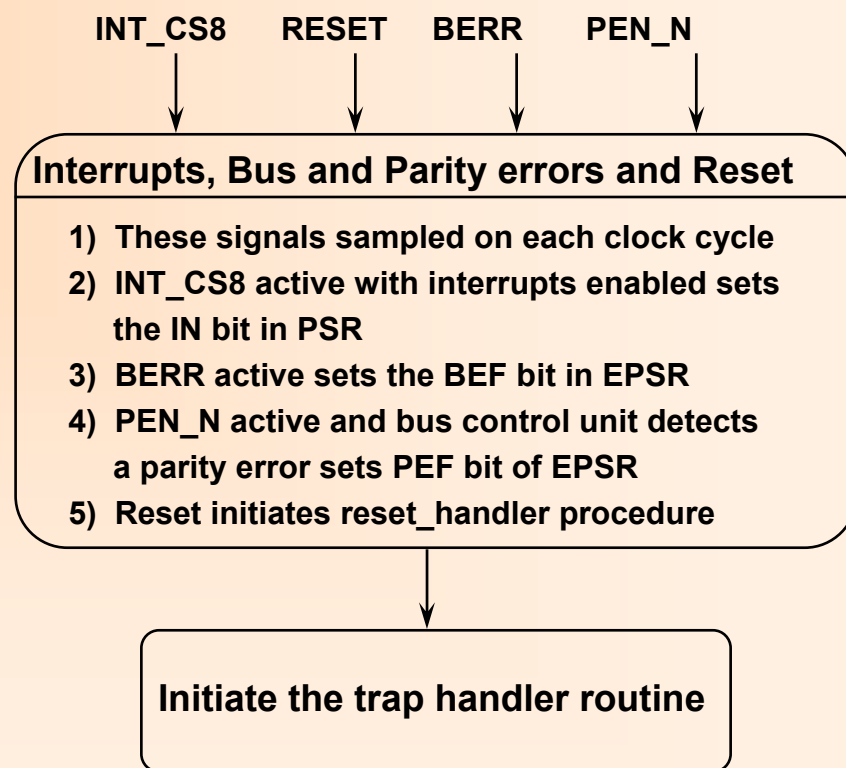 INT_CS8 RESET BERR PEN_N
Interrupts, Bus and Parity errors and Reset
1) These signals sampled on each clock cycle
2) INT_CS8 active with interrupts enabled sets
the IN bit in PSR
3) BERR active sets the BEF bit in EPSR
4) PEN_N active and bus control unit detects
a parity error sets PEF bit of EPSR
5) Reset initiates reset_handler procedure
Initiate the trap handler routine